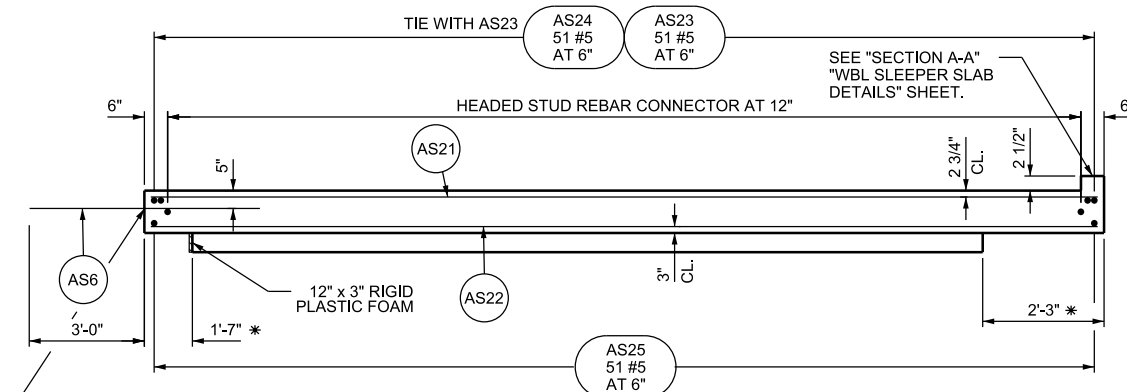 TIE WITH AS23
AS24
51 #5
AT 6"
AS23
51 #5
AT 6"
SEE "SECTION A-A"
"WBL SLEEPER SLAB
DETAILS" SHEET.
6"
HEADED STUD REBAR CONNECTOR AT 12"
6
5"
AS21
2 3/4"
CL.
2 1/2"
AS6
12" x 3" RIGID
PLASTIC FOAM
AS22
3"
CL.
3'-0"
1'-7" *
2'-3" *
AS25
51 #5
AT 6"